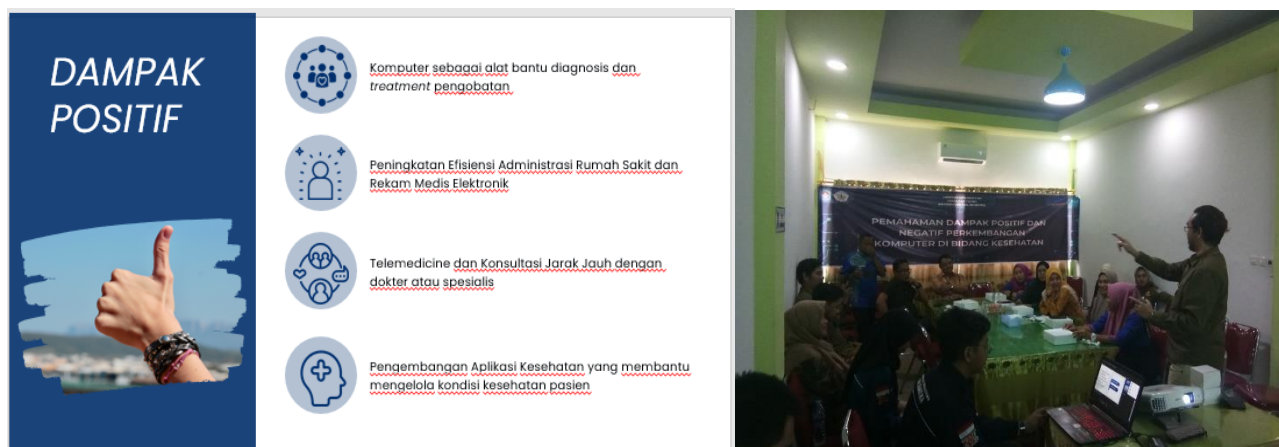 DAMPAK
POSITIF
Komputer sebagai alat bantu diagnosis dan
treatment pengobatan
Peningkatan Efisiensi Administrasi Rumah Sakit dan
Rekam Medis Elektronik
Telemedicine dan Konsultasi Jarak Jauh dengan
dokter atau spesialis
Pengembangan Aplikasi Kesehatan yang membantu
mengelola kondisi kesehatan pasien
PEMAHAMAN DAMPAK POSITIF DAN
NEGATIF PERKEMBANGAN
KOMPUTER DI BIDANG KESEHATAN